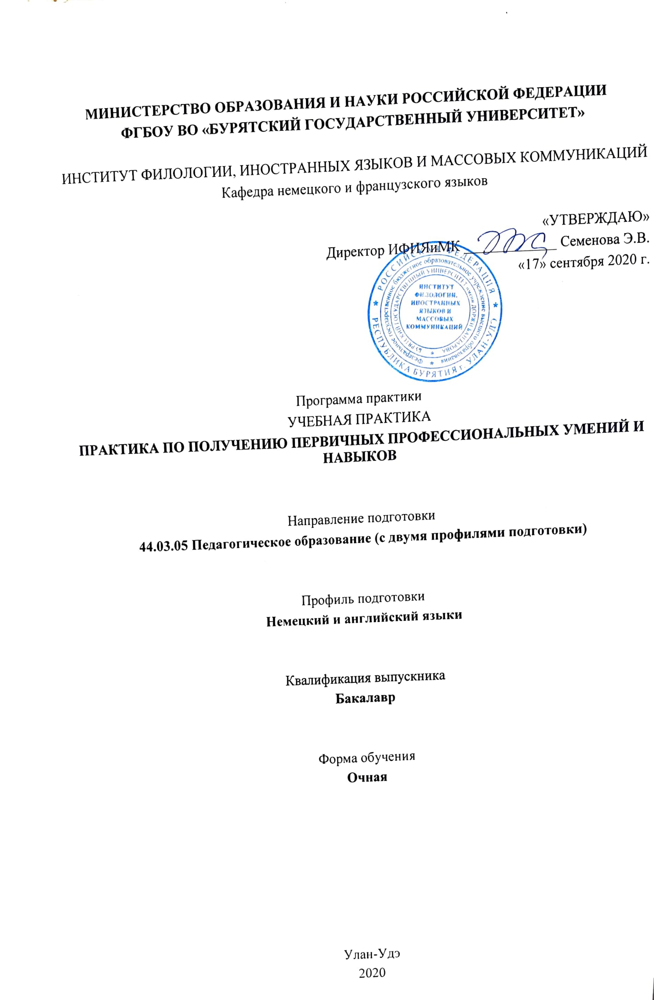 МИНИСТЕРСТВО ОБРАЗОВАНИЯ И НАУКИ РОССИЙСКОЙ ФЕДЕРАЦИИ
ФГБОУ ВО «БУРЯТСКИЙ ГОСУДАРСТВЕННЫЙ УНИВЕРСИТЕТ»
ИНСТИТУТ ФИЛОЛОГИИ, ИНОСТРАННЫХ ЯЗЫКОВ И МАССОВЫХ КОММУНИКАЦИЙ
Кафедра немецкого и французского языков
«УТВЕРЖДАЮ»
Директор ИФИЯиМК ____________ Семенова Э.В.
«17» сентября 2020 г.
РОССИЙСКАЯ ФЕДЕРАЦИЯ
РЕСПУБЛИКА БУРЯТИЯ г. УЛАН-УДЭ
Федеральное государственное бюджетное образовательное учреждение высшего образования
БУРЯТСКИЙ ГОСУДАРСТВЕННЫЙ УНИВЕРСИТЕТ имени ДОРЖИ БАНЗАРОВА
ИНСТИТУТ
ФИЛОЛОГИИ,
ИНОСТРАННЫХ
ЯЗЫКОВ И
МАССОВЫХ
КОММУНИКАЦИЙ
Программа практики
УЧЕБНАЯ ПРАКТИКА
ПРАКТИКА ПО ПОЛУЧЕНИЮ ПЕРВИЧНЫХ ПРОФЕССИОНАЛЬНЫХ УМЕНИЙ И
НАВЫКОВ
Направление подготовки
44.03.05 Педагогическое образование (с двумя профилями подготовки)
Профиль подготовки
Немецкий и английский языки
Квалификация выпускника
Бакалавр
Форма обучения
Очная
Улан-Удэ
2020